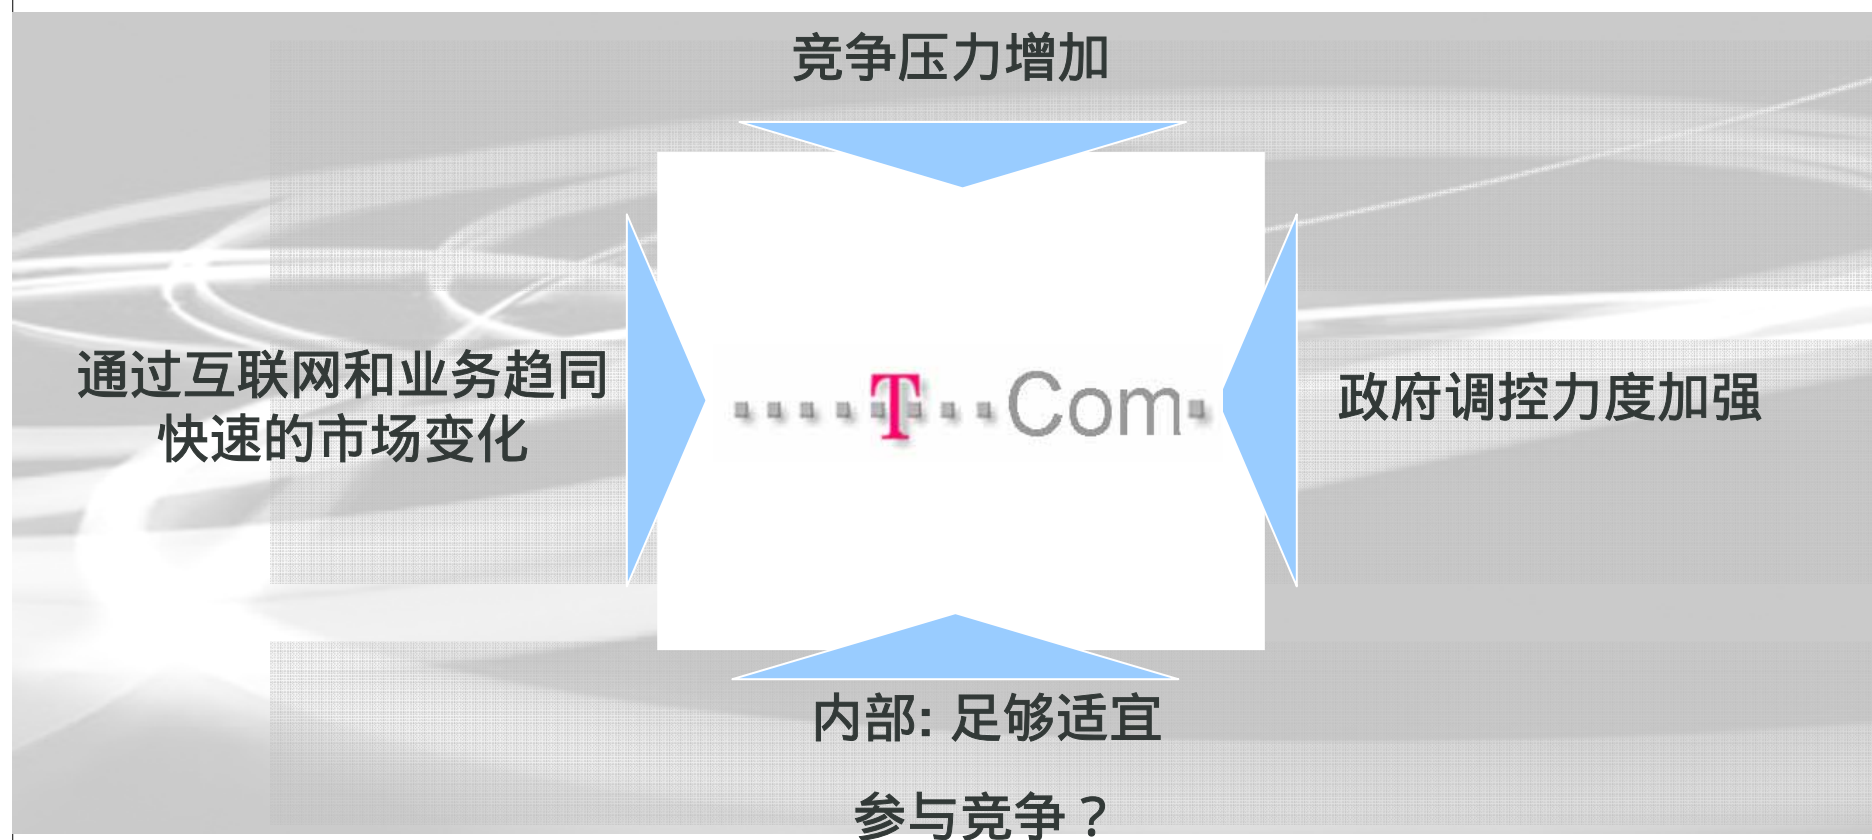 竞争压力增加
通过互联网和业务趋同
快速的市场变化
T Com
政府调控力度加强
内部: 足够适宜
参与竞争？